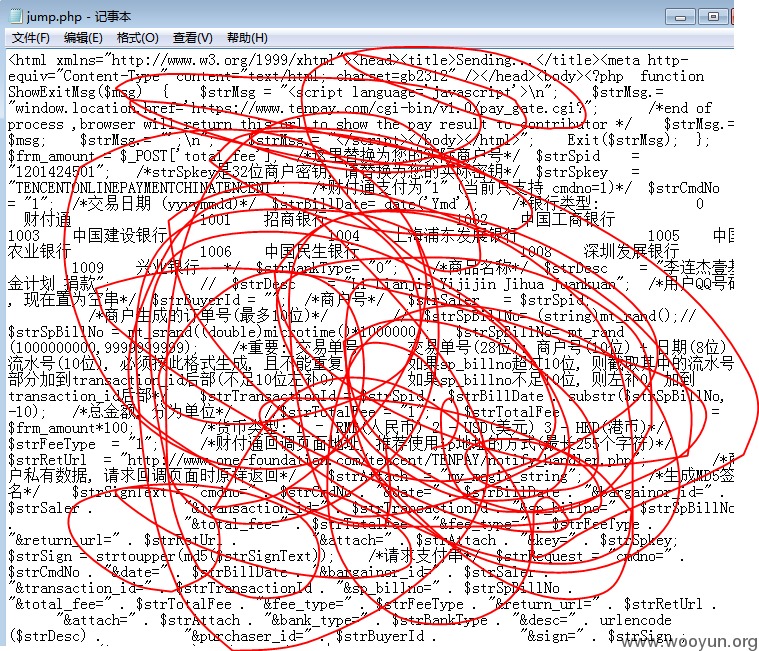 jump.php - 记事本
文件(F) 编辑(E) 格式(O) 查看(V) 帮助(H)
<html xmlns="http://www.w3.org/1999/xhtml"><head><title>Sending...</title><meta http-
equiv="Content-Type" content="text/html; charset=gb2312" /></head><body><?php function
ShowExitMsg($msg) { $strMsg = "<script language='javascript'>\n"; $strMsg.=
"window.location.href='https://www.tenpay.com/cgi-bin/v1.0/pay_gate.cgi?"; /*end of
process ,browser will return this url to show the pay result to contributor */ $strMsg.=
$msg; $strMsg.= "';\n"; $strMsg.= "</script></body></html>"; Exit($strMsg); };
$frm_amount = $_POST['total_fee']; /*这里替换为您的实际商户号*/ $strSpid =
"1201424501"; /*strSpkey是32位商户密钥, 请替换为您的实际密钥*/ $strSpkey =
/*财付通支付为"1" (当前只支持 cmdno=1)*/ $strCmdNo
= "1"; /*交易日期 (yyyymmdd)*/ $strBillDate= date('Ymd'); /*银行类型: 0
财付通 1001 招商银行 1002 中国工商银行
1003 中国建设银行 1004 上海浦东发展银行 1005 中国
农业银行 1006 中国民生银行 1008 深圳发展银行
1009 兴业银行 */ $strBankType= "0"; /*商品名称*/ $strDesc = "李连杰壹基
金计划 捐款"; // $strDesc = "Li Lianjie Yijijin Jihua Juankuan"; /*用户QQ号码
, 现在置为空串*/ $strBuyerId = ""; /*商户号*/ $strSaler = $strSpid;
/*商户生成的订单号(最多10位)*/ // $strSpBillNo= (string)mt_rand();//
$strSpBillNo = mt_srand((double)microtime()*1000000); $strSpBillNo= mt_rand
(1000000000,9999999999); /*重要: 交易单号 交易单号(28位): 商户号(10位) + 日期(8位) +
流水号(10位), 必须按此格式生成, 且不能重复 如果sp_billno超过10位, 则截取其中的流水号
部分加到transaction_id后部(不足10位左补0) 如果sp_billno不足10位, 则左补0, 加到
transaction_id后部*/ $strTransactionId = $strSpid . $strBillDate . substr($strSpBillNo,
-10); /*总金额, 分为单位*/ //$strTotalFee = "1"; $strTotalFee
= $frm_amount*100; /*货币类型: 1 – RMB(人民币) 2 - USD(美元) 3 - HKD(港币)*/
$strFeeType = "1"; /*财付通回调页面地址, 推荐使用ip地址的方式(最长255个字符)*/
$strRetUrl = "http://www.one-foundation.com/tencent/TENPAY/notify_handler.php"; /*商
户私有数据, 请求回调页面时原样返回*/ $strAttach = "my_magic_string"; /*生成MD5签
名*/ $strSignText = "cmdno=" . $strCmdNo . "&date=" . $strBillDate . "&bargainor_id=" .
$strSaler . "&transaction_id=" . $strTransactionId . "&sp_billno=" . $strSpBillNo
"&total_fee=" . $strTotalFee . "&fee_type=" . $strFeeType .
"&return_url=" . $strRetUrl . "&attach=" . $strAttach . "&key=" . $strSpkey;
$strSign = strtoupper(md5($strSignText)); /*请求支付串*/ $strRequest = "cmdno=" .
$strCmdNo . "&date=" . $strBillDate . "&bargainor_id=" . $strSaler .
"&transaction_id=" . $strTransactionId . "&sp_billno=" . $strSpBillNo .
"&total_fee=" . $strTotalFee . "&fee_type=" . $strFeeType . "&return_url=" . $strRetUrl .
"&attach=" . $strAttach . "&bank_type=" . $strBankType . "&desc=" . urlencode
($strDesc) . "&purchaser_id=" . $strBuyerId . "&sign=" . $strSign .
www.wooyun.org